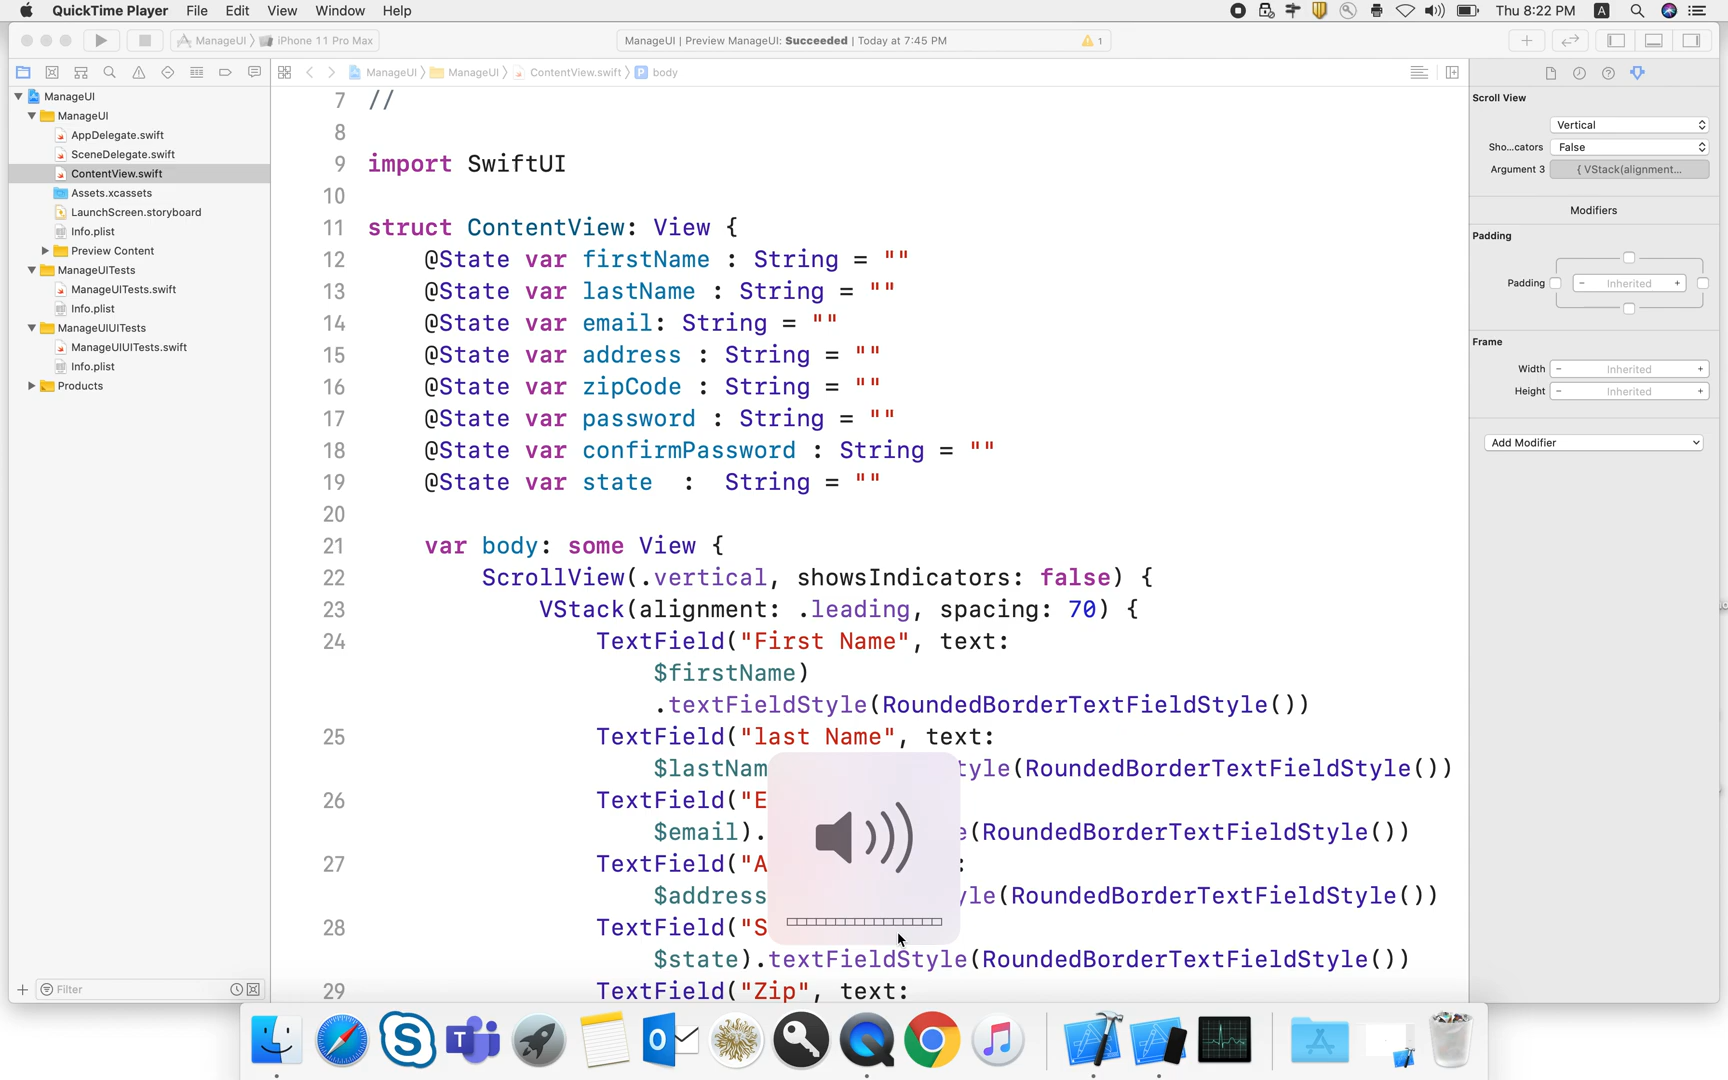 QuickTime Player File Edit View Window Help
Thu 8:22 PM A
ManageUI iPhone 11 Pro Max
ManageUI | Preview ManageUI: Succeeded | Today at 7:45 PM
1
ManageUI ManageUI ContentView.swift P body
ManageUI
ManageUI
AppDelegate.swift
SceneDelegate.swift
ContentView.swift
Assets.xcassets
LaunchScreen.storyboard
Info.plist
Preview Content
ManageUITests
ManageUITests.swift
Info.plist
ManageUIUITests
ManageUIUITests.swift
Info.plist
Products
Filter
7 //
8
9 import SwiftUI
10
11 struct ContentView: View {
12 @State var firstName : String = ""
13 @State var lastName : String = ""
14 @State var email: String = ""
15 @State var address : String = ""
16 @State var zipCode : String = ""
17 @State var password : String = ""
18 @State var confirmPassword : String = ""
19 @State var state : String = ""
20
21 var body: some View {
22 ScrollView(.vertical, showsIndicators: false) {
23 VStack(alignment: .leading, spacing: 70) {
24 TextField("First Name", text:
$firstName)
.textFieldStyle(RoundedBorderTextFieldStyle())
25 TextField("last Name", text:
$lastNam tyle(RoundedBorderTextFieldStyle())
26 TextField("E
$email). e(RoundedBorderTextFieldStyle())
27 TextField("A :
$address yle(RoundedBorderTextFieldStyle())
28 TextField("S
$state).textFieldStyle(RoundedBorderTextFieldStyle())
29 TextField("Zip", text:
Scroll View
Vertical
Sho...cators False
Argument 3 { VStack(alignment...
Modifiers
Padding
Padding - Inherited +
Frame
Width - Inherited +
Height - Inherited +
Add Modifier